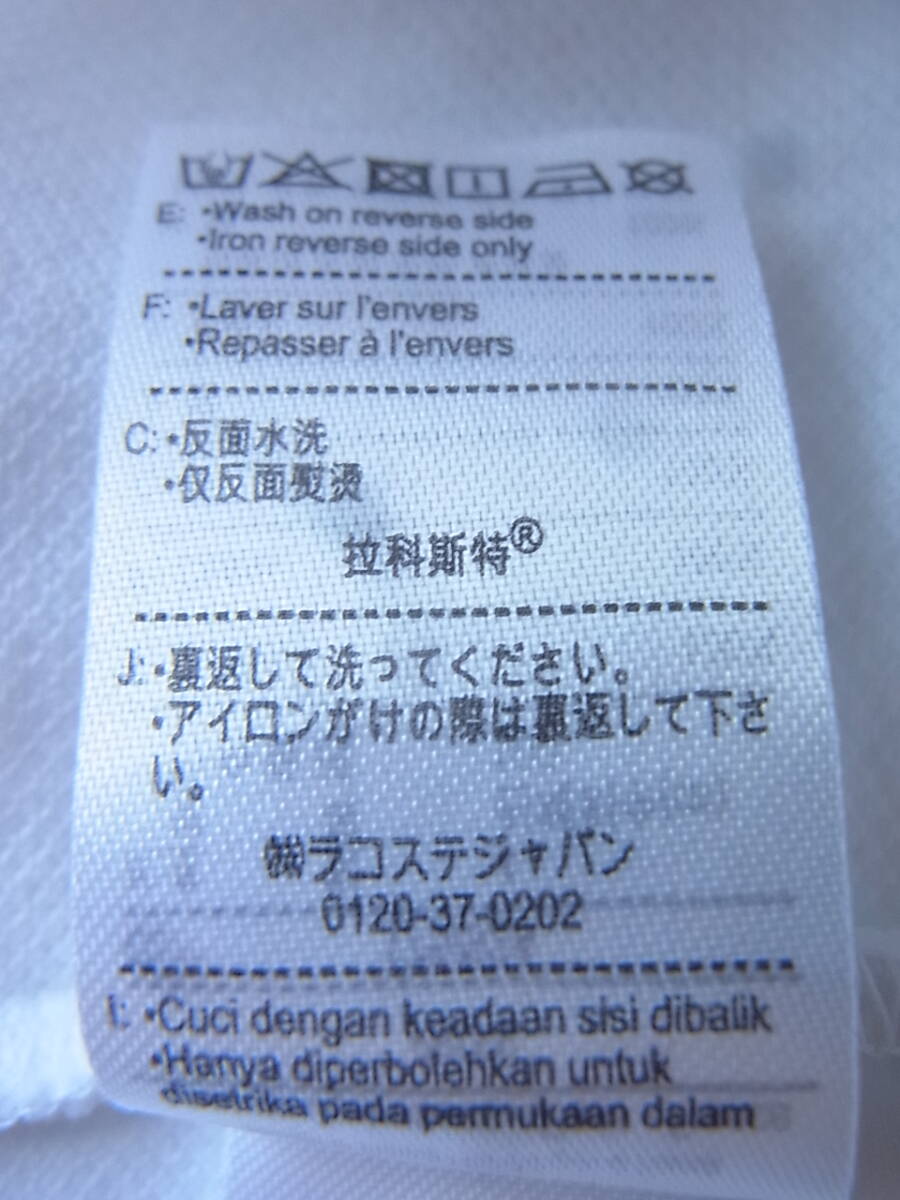 E: •Wash on reverse side
•Iron reverse side only
F: •Laver sur l'envers
•Repasser à l'envers
C: •反面水洗
•仅反面熨烫
拉科斯特®
J: •裏返して洗ってください。
•アイロンがけの際は裏返して下さ
い。
㈱ラコステジャパン
0120-37-0202
I: •Cuci dengan keadaan sisi dibalik
•Hanya diperbolehkan untuk
disetrika pada permukaan dalam